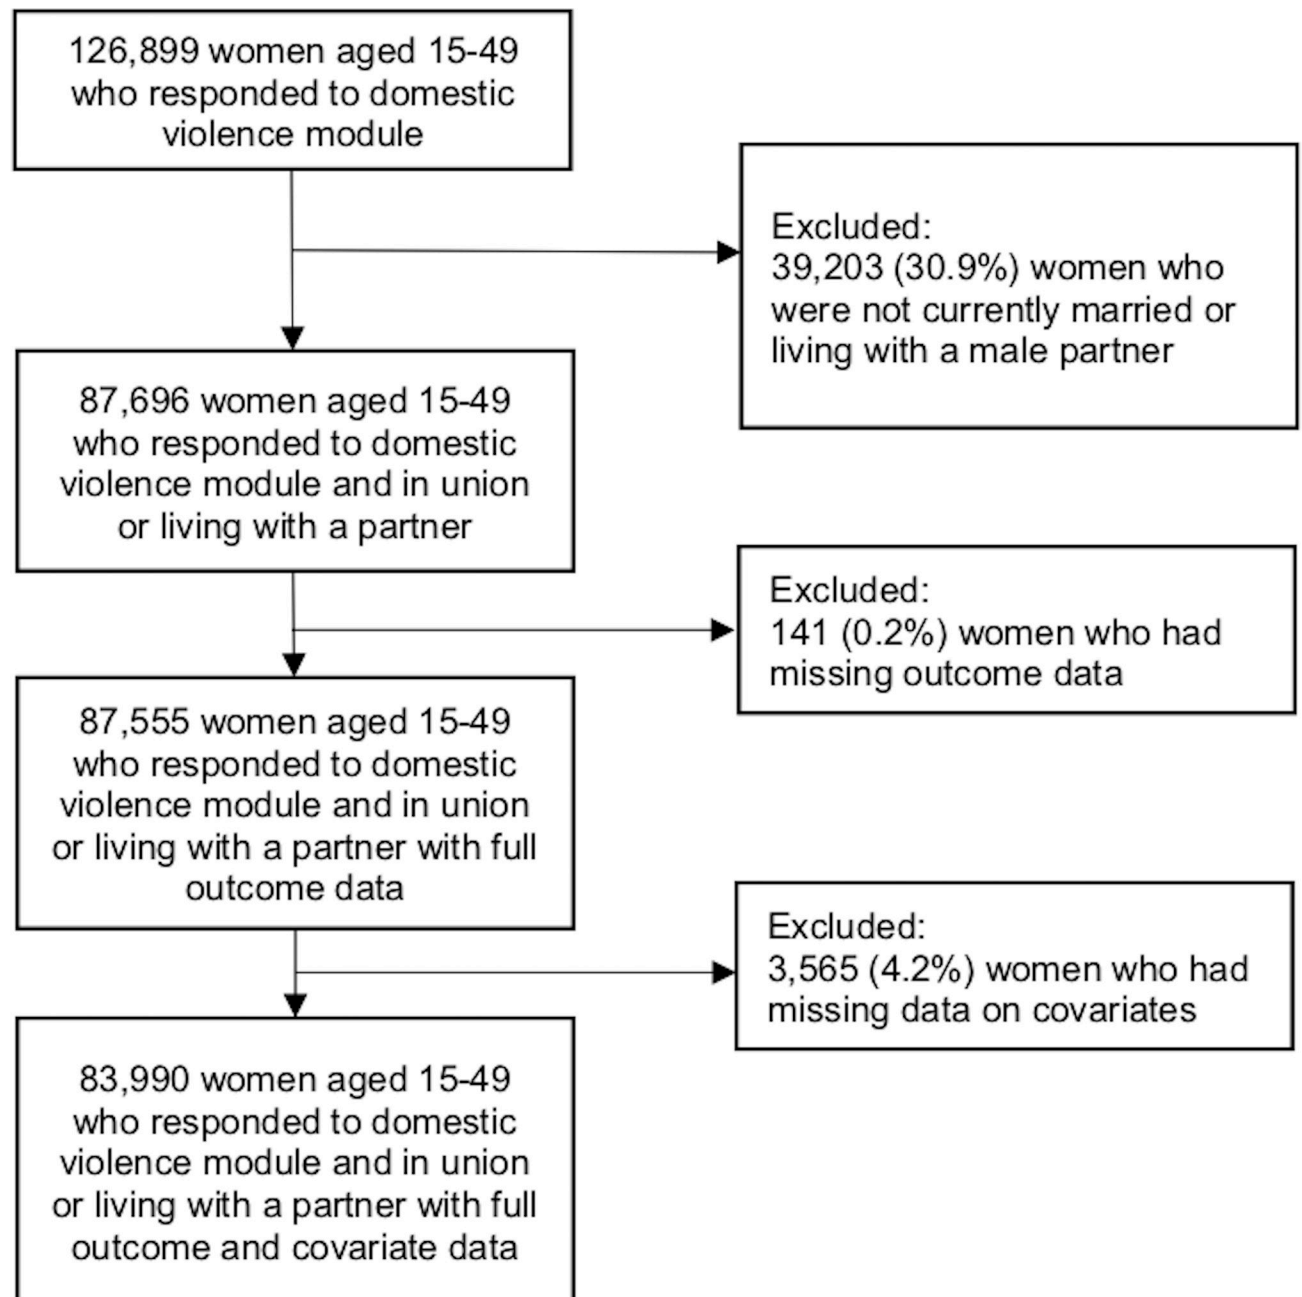 126,899 women aged 15-49
who responded to domestic
violence module
Excluded:
39,203 (30.9%) women who
were not currently married or
living with a male partner
87,696 women aged 15-49
who responded to domestic
violence module and in union
or living with a partner
Excluded:
141 (0.2%) women who had
missing outcome data
87,555 women aged 15-49
who responded to domestic
violence module and in union
or living with a partner with full
outcome data
Excluded:
3,565 (4.2%) women who had
missing data on covariates
83,990 women aged 15-49
who responded to domestic
violence module and in union
or living with a partner with full
outcome and covariate data